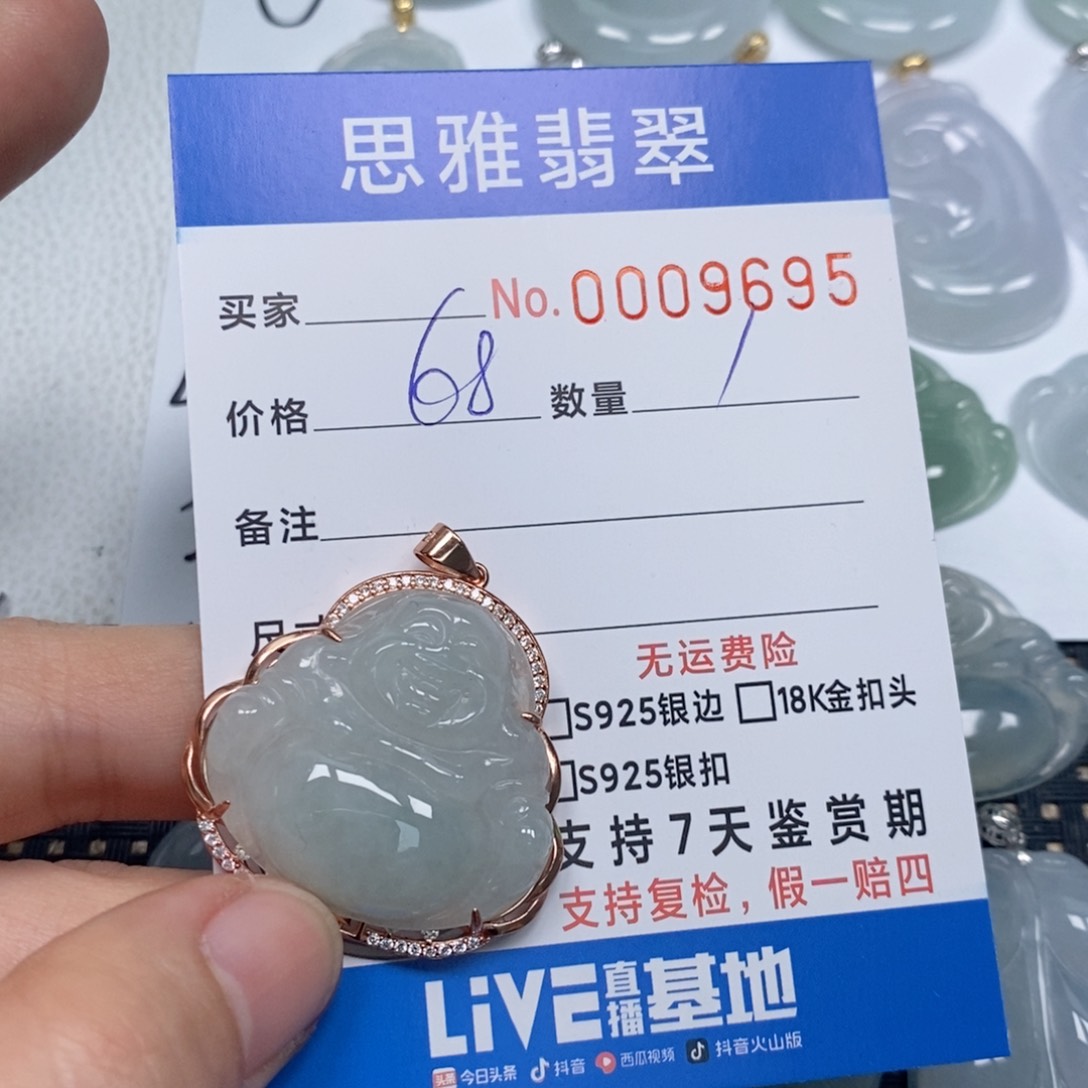 思雅翡翠
买家 No.0009695
价格 68 数量 1
备注
无运费险
S925银边 18K金扣头
S925银扣
支持7天鉴赏期
支持复检，假一赔四
LiVE直播基地
头条 今日头条 抖音 西瓜视频 抖音火山版